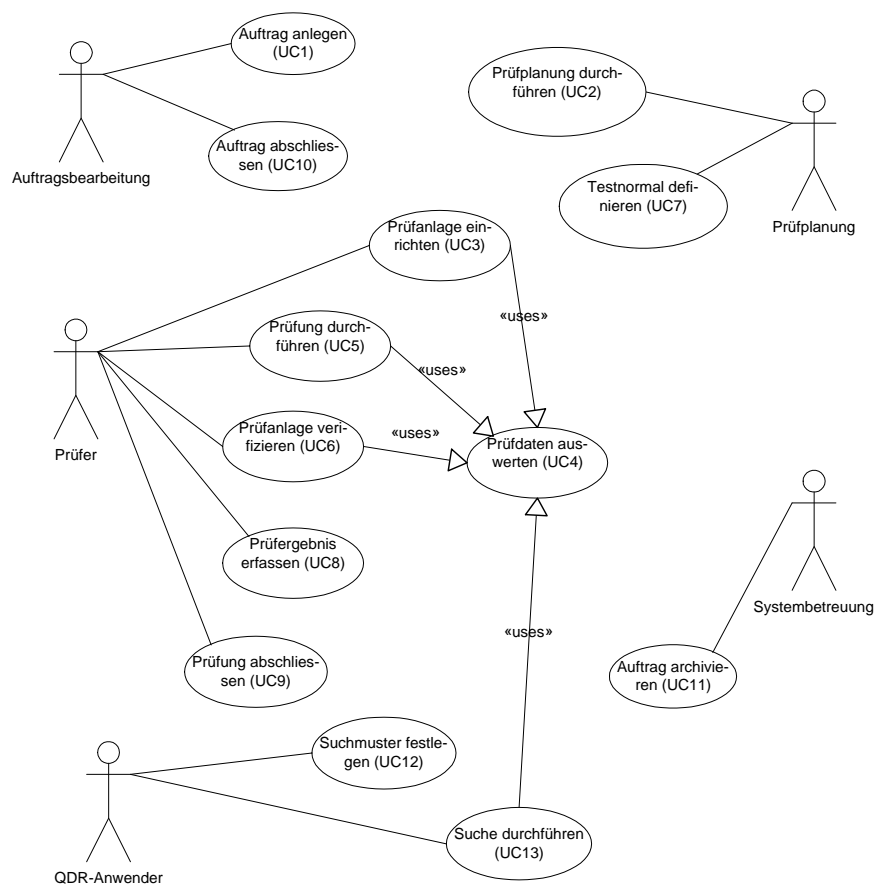 Auftrag anlegen
(UC1)
Auftrag abschlies-
sen (UC10)
Auftragsbearbeitung
Prüfplanung durch-
führen (UC2)
Testnormal defi-
nieren (UC7)
Prüfplanung
Prüfanlage ein-
richten (UC3)
«uses»
Prüfung durch-
führen (UC5)
«uses»
Prüfer
Prüfanlage veri-
fizieren (UC6)
«uses»
Prüfdaten aus-
werten (UC4)
Prüfergebnis
erfassen (UC8)
Systembetreuung
«uses»
Prüfung abschlies-
sen (UC9)
Auftrag archivie-
ren (UC11)
Suchmuster festle-
gen (UC12)
Suche durchführen
(UC13)
QDR-Anwender